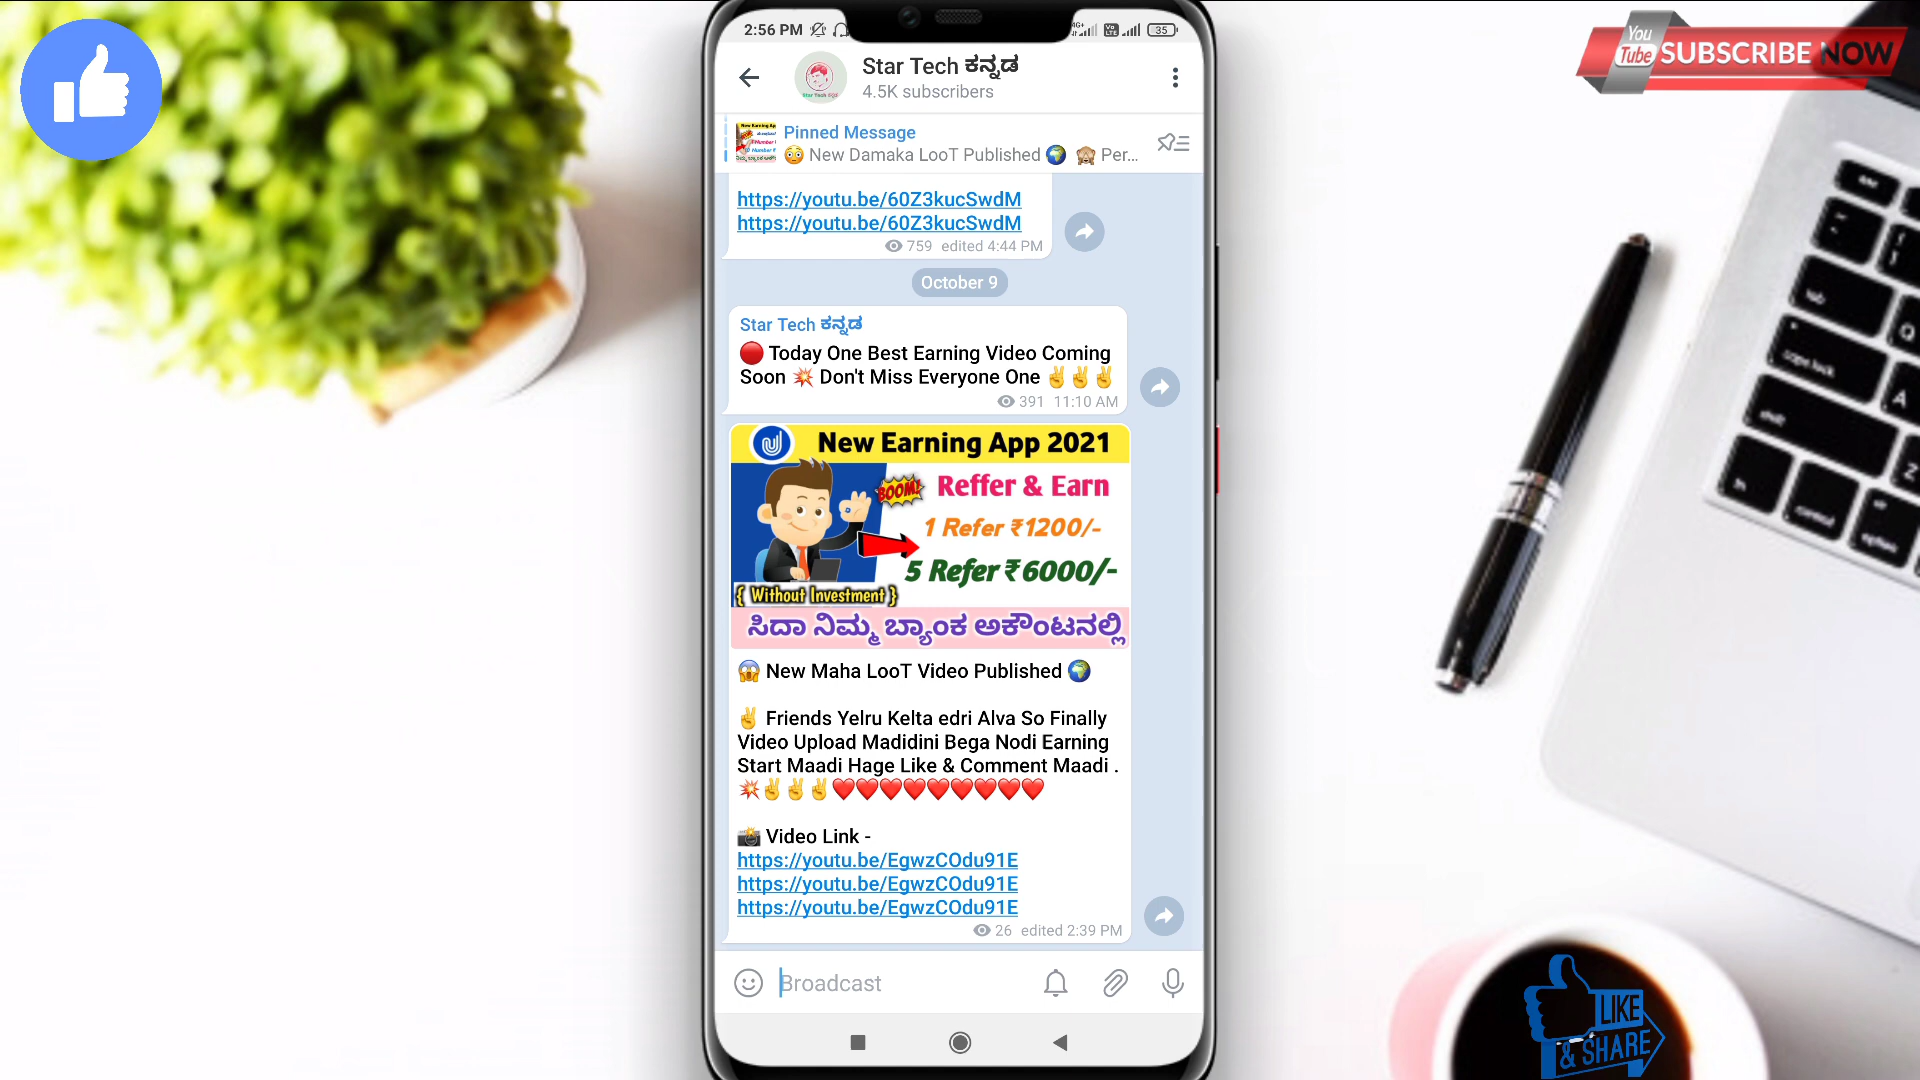 2:56 PM
4G+
Vo
LTE
35
Star Tech ಕನ್ನಡ
4.5K subscribers
Pinned Message
😳 New Damaka LooT Published 🌍 🙈 Per...
https://youtu.be/60Z3kucSwdM
https://youtu.be/60Z3kucSwdM
759 edited 4:44 PM
October 9
Star Tech ಕನ್ನಡ
🔴 Today One Best Earning Video Coming
Soon 💥 Don't Miss Everyone One ✌️✌️✌️
391 11:10 AM
New Earning App 2021
BOOM!
Reffer & Earn
1 Refer ₹1200/-
5 Refer ₹6000/-
{ Without Investment }
ಸಿದಾ ನಿಮ್ಮ ಬ್ಯಾಂಕ ಅಕೌಂಟನಲ್ಲಿ
😱 New Maha LooT Video Published 🌍
✌️ Friends Yelru Kelta edri Alva So Finally
Video Upload Madidini Bega Nodi Earning
Start Maadi Hage Like & Comment Maadi .
💥✌️✌️✌️❤️❤️❤️❤️❤️❤️❤️❤️❤️
📸 Video Link -
https://youtu.be/EgwzCOdu91E
https://youtu.be/EgwzCOdu91E
https://youtu.be/EgwzCOdu91E
26 edited 2:39 PM
Broadcast
You
Tube SUBSCRIBE NOW
LIKE
& SHARE